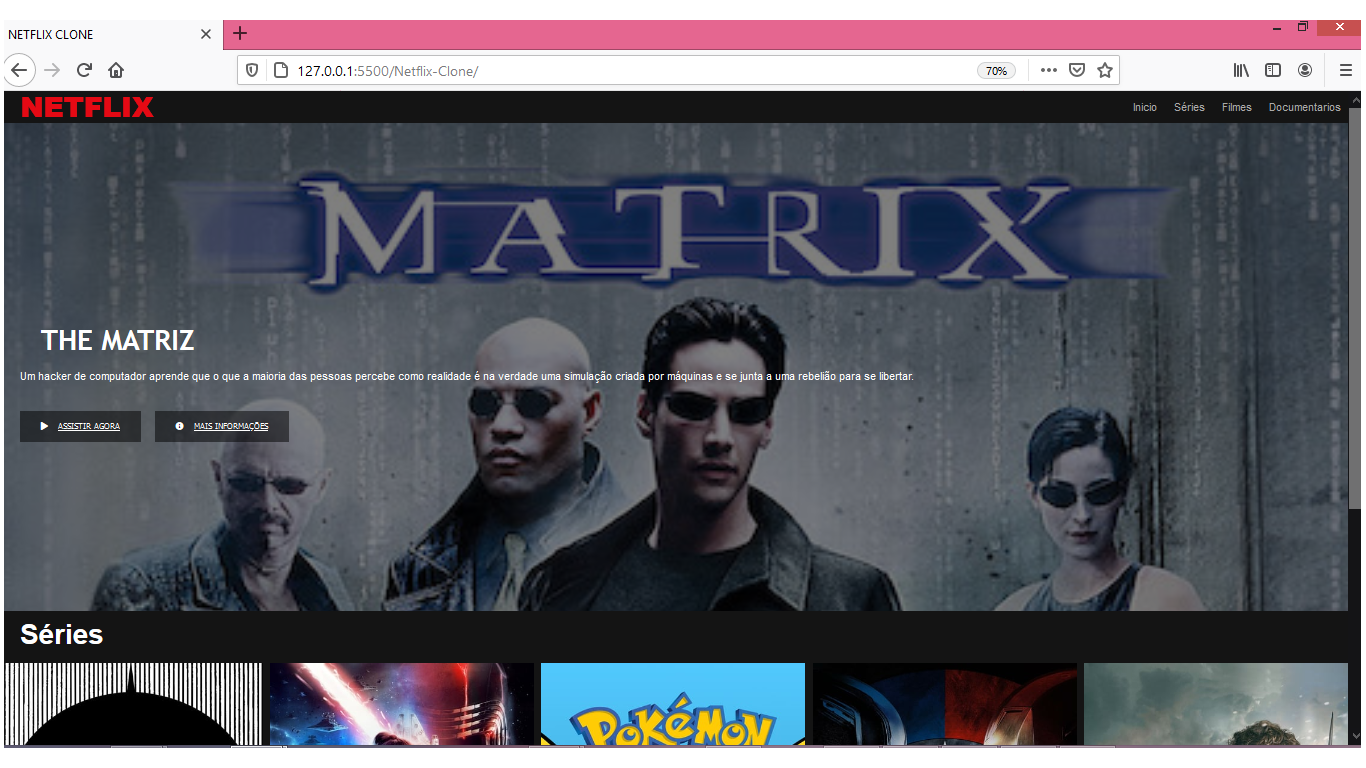 NETFLIX CLONE
127.0.0.1:5500/Netflix-Clone/
70%
NETFLIX
Inicio Séries Filmes Documentarios
MATRIX
THE MATRIZ
Um hacker de computador aprende que o que a maioria das pessoas percebe como realidade é na verdade uma simulação criada por máquinas e se junta a uma rebelião para se libertar.
ASSISTIR AGORA MAIS INFORMAÇÕES
Séries
POKéMON